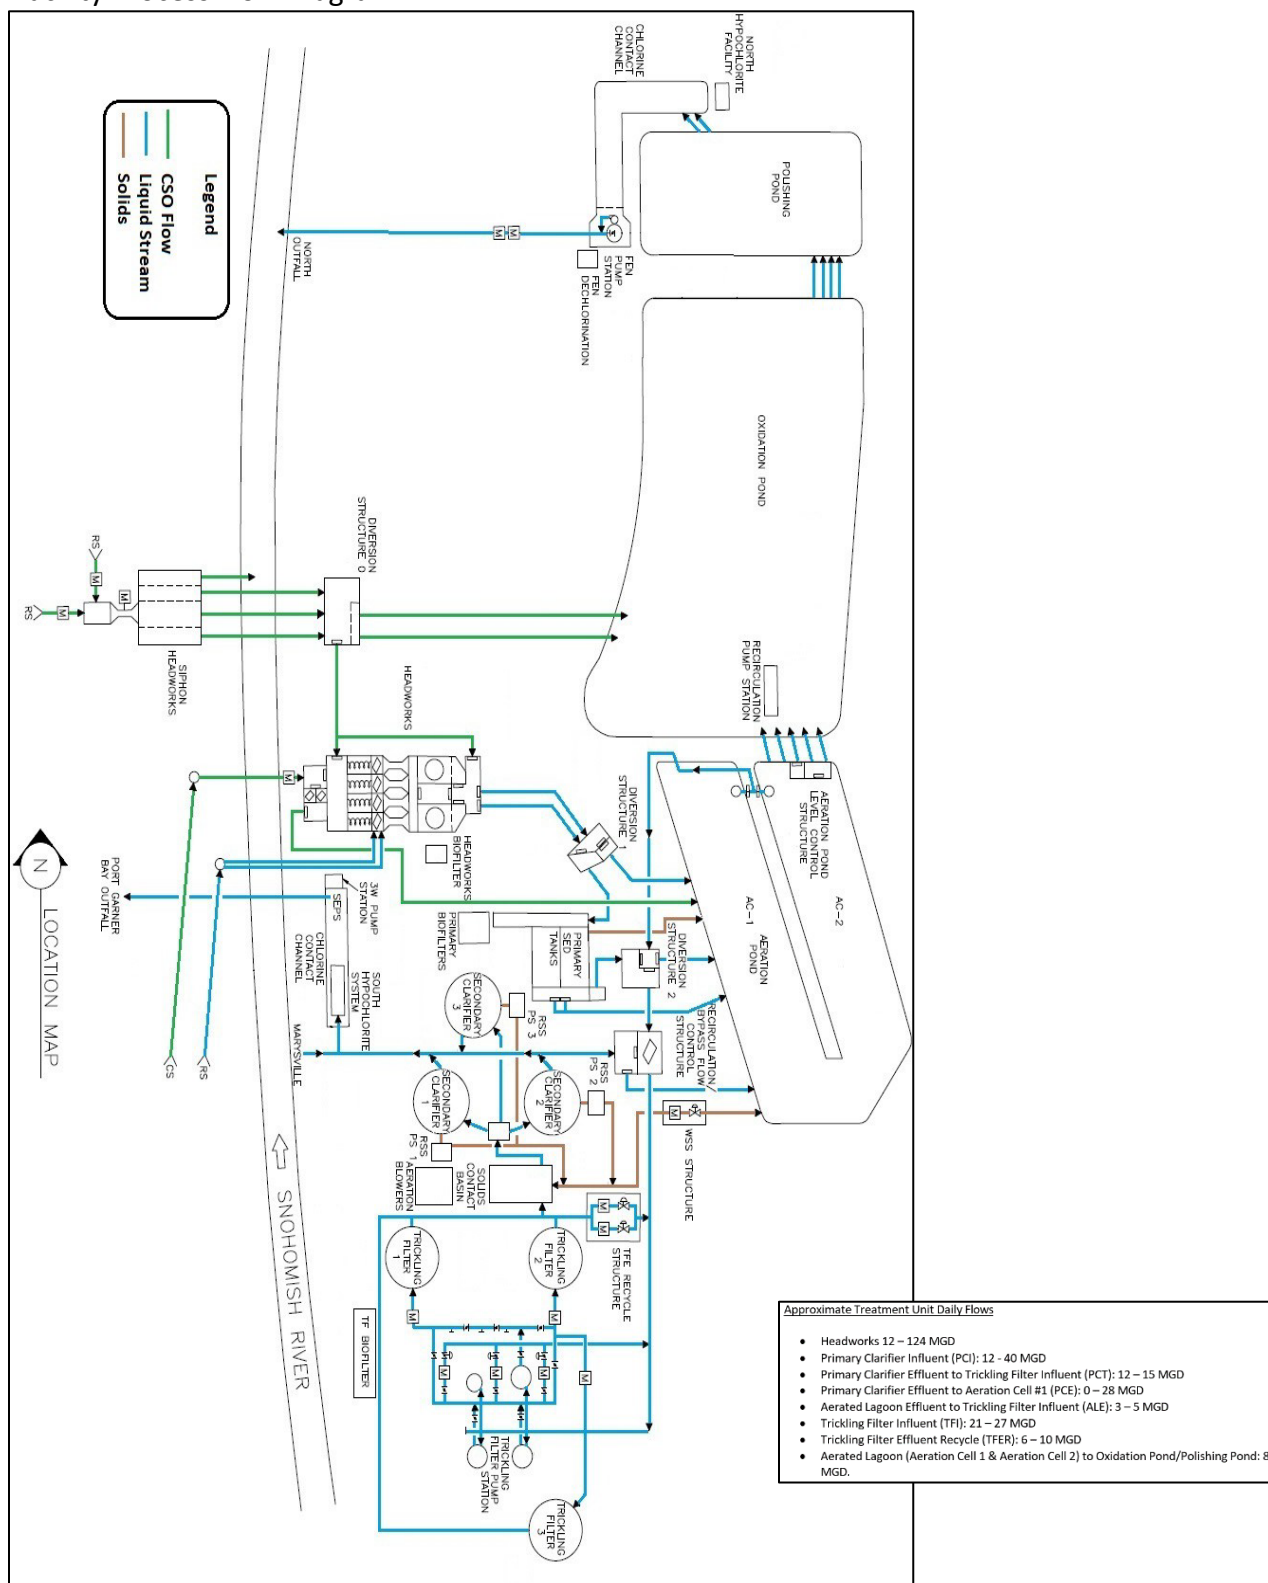 NORTH
HYPOCHLORITE
FACILITY
CHLORINE
CONTACT
CHANNEL
POLISHING
POND
FEN
PUMP
STATION
FEN
DECHLORINATION
M
M
NORTH
OUTFALL
Legend
CSO Flow
Liquid Stream
Solids
OXIDATION
POND
RECIRCULATION
PUMP STATION
DIVERSION
STRUCTURE 0
RS
M
M
RS
M
SIPHON
HEADWORKS
HEADWORKS
M
HEADWORKS
BIOFILTER
DIVERSION
STRUCTURE 1
AERATION POND
LEVEL CONTROL
STRUCTURE
AC-2
AC-1
AERATION
POND
PRIMARY
SED
TANKS
PRIMARY
BIOFILTERS
DIVERSION
STRUCTURE 2
3W PUMP
STATION
SEPS
PORT GARNER
BAY OUTFALL
CHLORINE
CONTACT
CHANNEL
SOUTH
HYPOCHLORITE
SYSTEM
MARYSVILLE
CS
RS
N
LOCATION MAP
SECONDARY
CLARIFIER
3
RSS
PS 3
RECIRCULATION/
BYPASS FLOW
CONTROL
STRUCTURE
SECONDARY
CLARIFIER
1
SECONDARY
CLARIFIER
2
RSS
PS 2
RSS
PS 1
M
WSS STRUCTURE
AERATION
BLOWERS
SOLIDS
CONTACT
BASIN
M
M
TFE RECYCLE
STRUCTURE
TRICKLING
FILTER
1
TRICKLING
FILTER
2
M
M
M
M
M
M
TF BIOFILTER
TRICKLING
FILTER PUMP
STATION
TRICKLING
FILTER
3
SNOHOMISH RIVER
Approximate Treatment Unit Daily Flows
• Headworks 12 – 124 MGD
• Primary Clarifier Influent (PCI): 12 - 40 MGD
• Primary Clarifier Effluent to Trickling Filter Influent (PCT): 12 – 15 MGD
• Primary Clarifier Effluent to Aeration Cell #1 (PCE): 0 – 28 MGD
• Aerated Lagoon Effluent to Trickling Filter Influent (ALE): 3 – 5 MGD
• Trickling Filter Influent (TFI): 21 – 27 MGD
• Trickling Filter Effluent Recycle (TFER): 6 – 10 MGD
• Aerated Lagoon (Aeration Cell 1 & Aeration Cell 2) to Oxidation Pond/Polishing Pond: 8
MGD.